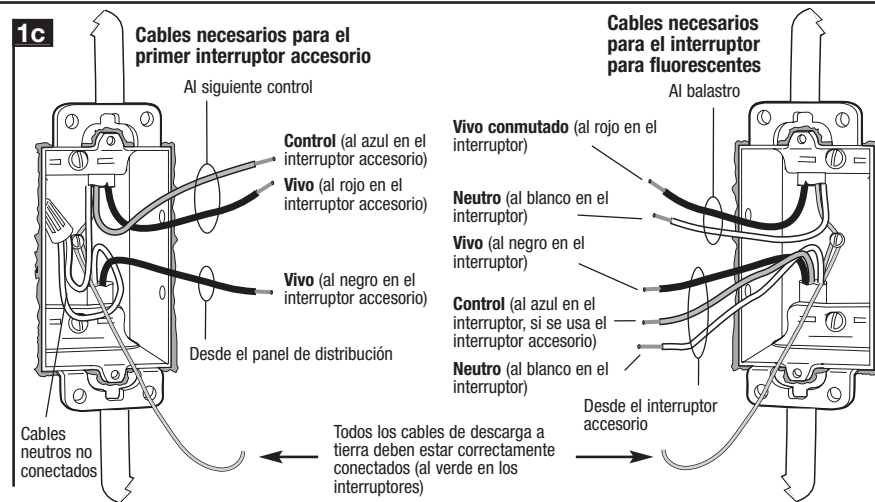 1c
Cables necesarios para el
primer interruptor accesorio
Al siguiente control
Control (al azul en el
interruptor accesorio)
Vivo (al rojo en el
interruptor accesorio)
Vivo (al negro en el
interruptor accesorio)
Desde el panel de distribución
Cables
neutros no
conectados
Cables necesarios
para el interruptor
para fluorescentes
Al balastro
Vivo conmutado (al rojo en el
interruptor)
Neutro (al blanco en el
interruptor)
Vivo (al negro en el
interruptor)
Control (al azul en el
interruptor, si se usa el
interruptor accesorio)
Neutro (al blanco en el
interruptor)
Desde el interruptor
accesorio
Todos los cables de descarga a
tierra deben estar correctamente
conectados (al verde en los
interruptores)